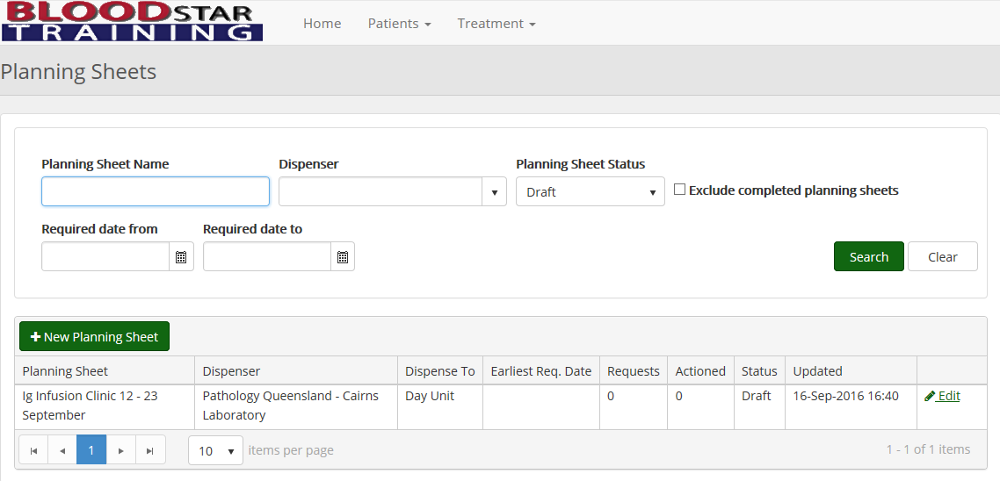 BLOODSTAR
TRAINING
Home Patients Treatment
Planning Sheets
Planning Sheet Name Dispenser Planning Sheet Status
Draft Exclude completed planning sheets
Required date from Required date to
Search Clear
New Planning Sheet
Planning Sheet Dispenser Dispense To Earliest Req. Date Requests Actioned Status Updated
Ig Infusion Clinic 12 - 23 Pathology Queensland - Cairns Day Unit 0 0 Draft 16-Sep-2016 16:40 Edit
September Laboratory
1 10 items per page 1 - 1 of 1 items